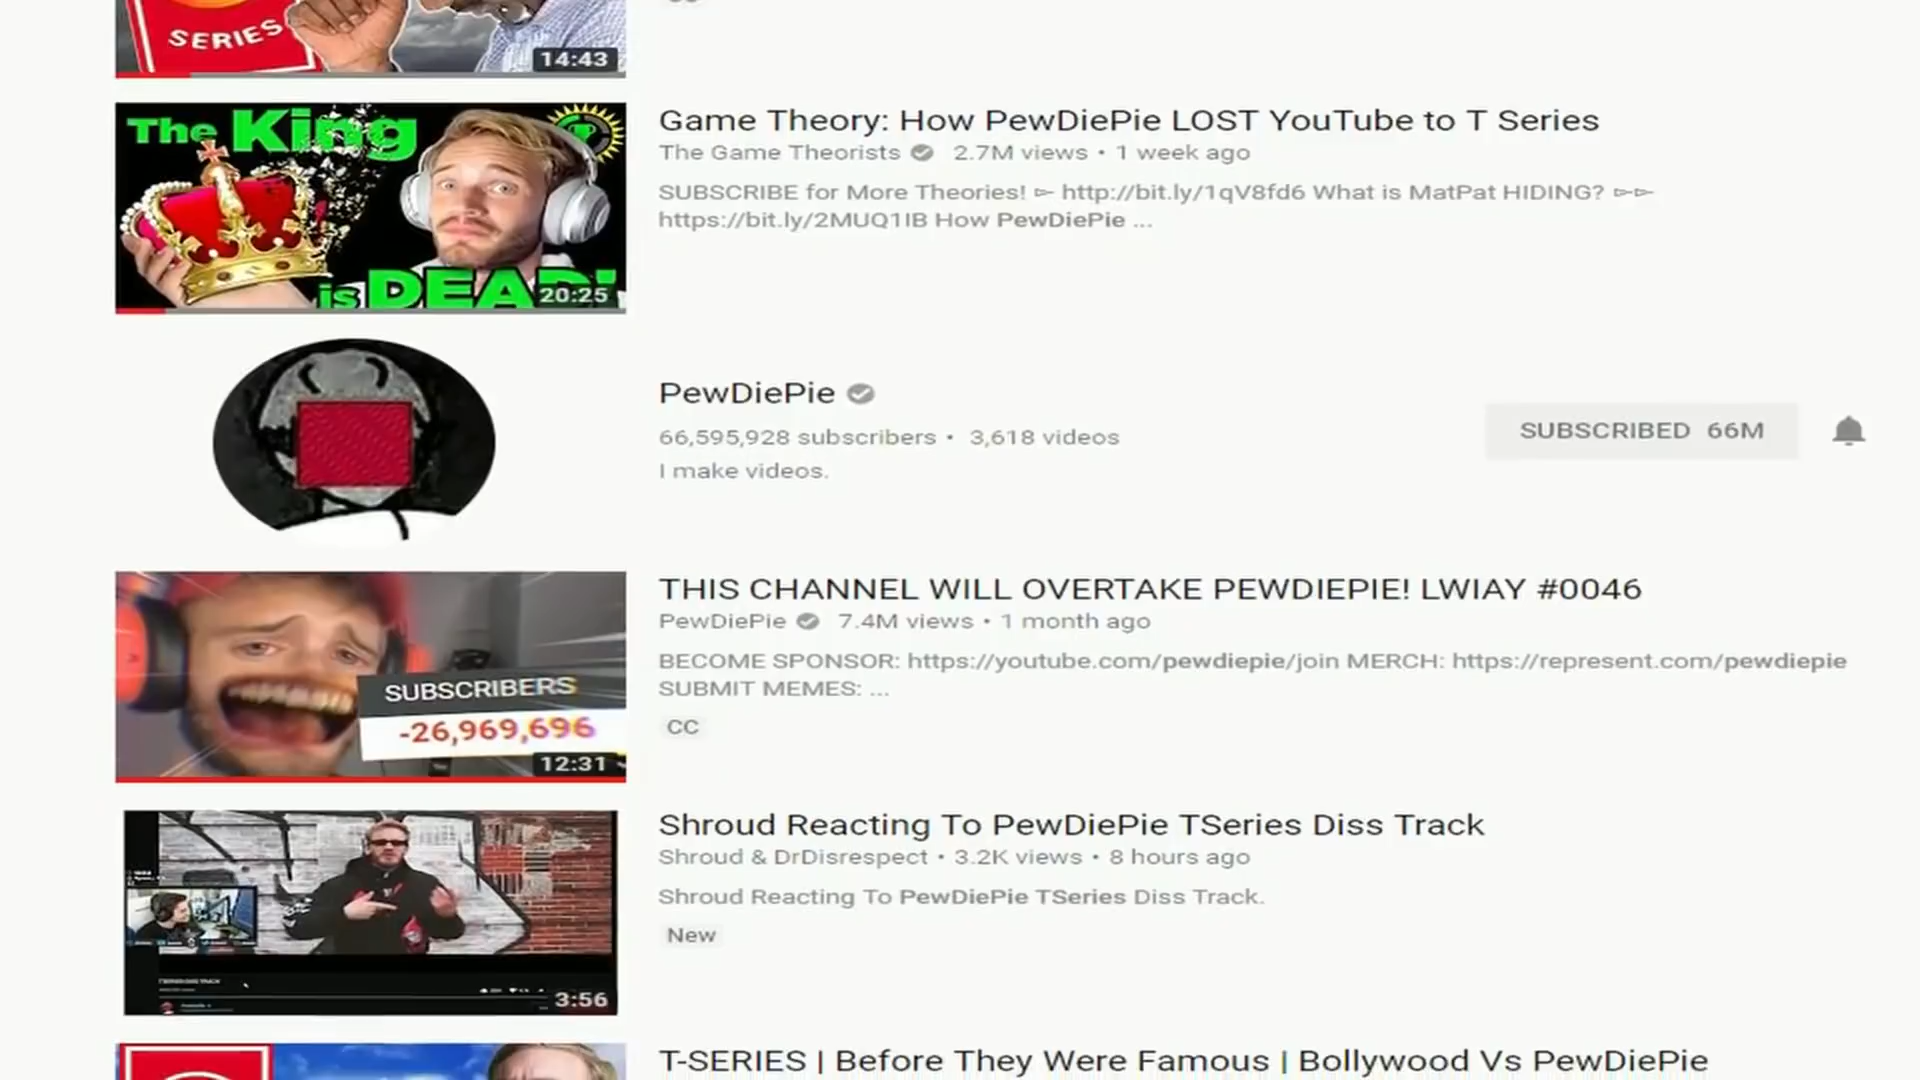 SERIES
14:43
The King
is DEAD!
20:25
Game Theory: How PewDiePie LOST YouTube to T Series
The Game Theorists 2.7M views • 1 week ago
SUBSCRIBE for More Theories! ▻ http://bit.ly/1qV8fd6 What is MatPat HIDING? ▻▻
https://bit.ly/2MUQ1IB How PewDiePie ...
PewDiePie
66,595,928 subscribers • 3,618 videos
I make videos.
SUBSCRIBED 66M
SUBSCRIBERS
-26,969,696
12:31
THIS CHANNEL WILL OVERTAKE PEWDIEPIE! LWIAY #0046
PewDiePie 7.4M views • 1 month ago
BECOME SPONSOR: https://youtube.com/pewdiepie/join MERCH: https://represent.com/pewdiepie
SUBMIT MEMES: ...
CC
3:56
Shroud Reacting To PewDiePie TSeries Diss Track
Shroud & DrDisrespect • 3.2K views • 8 hours ago
Shroud Reacting To PewDiePie TSeries Diss Track.
New
T-SERIES | Before They Were Famous | Bollywood Vs PewDiePie